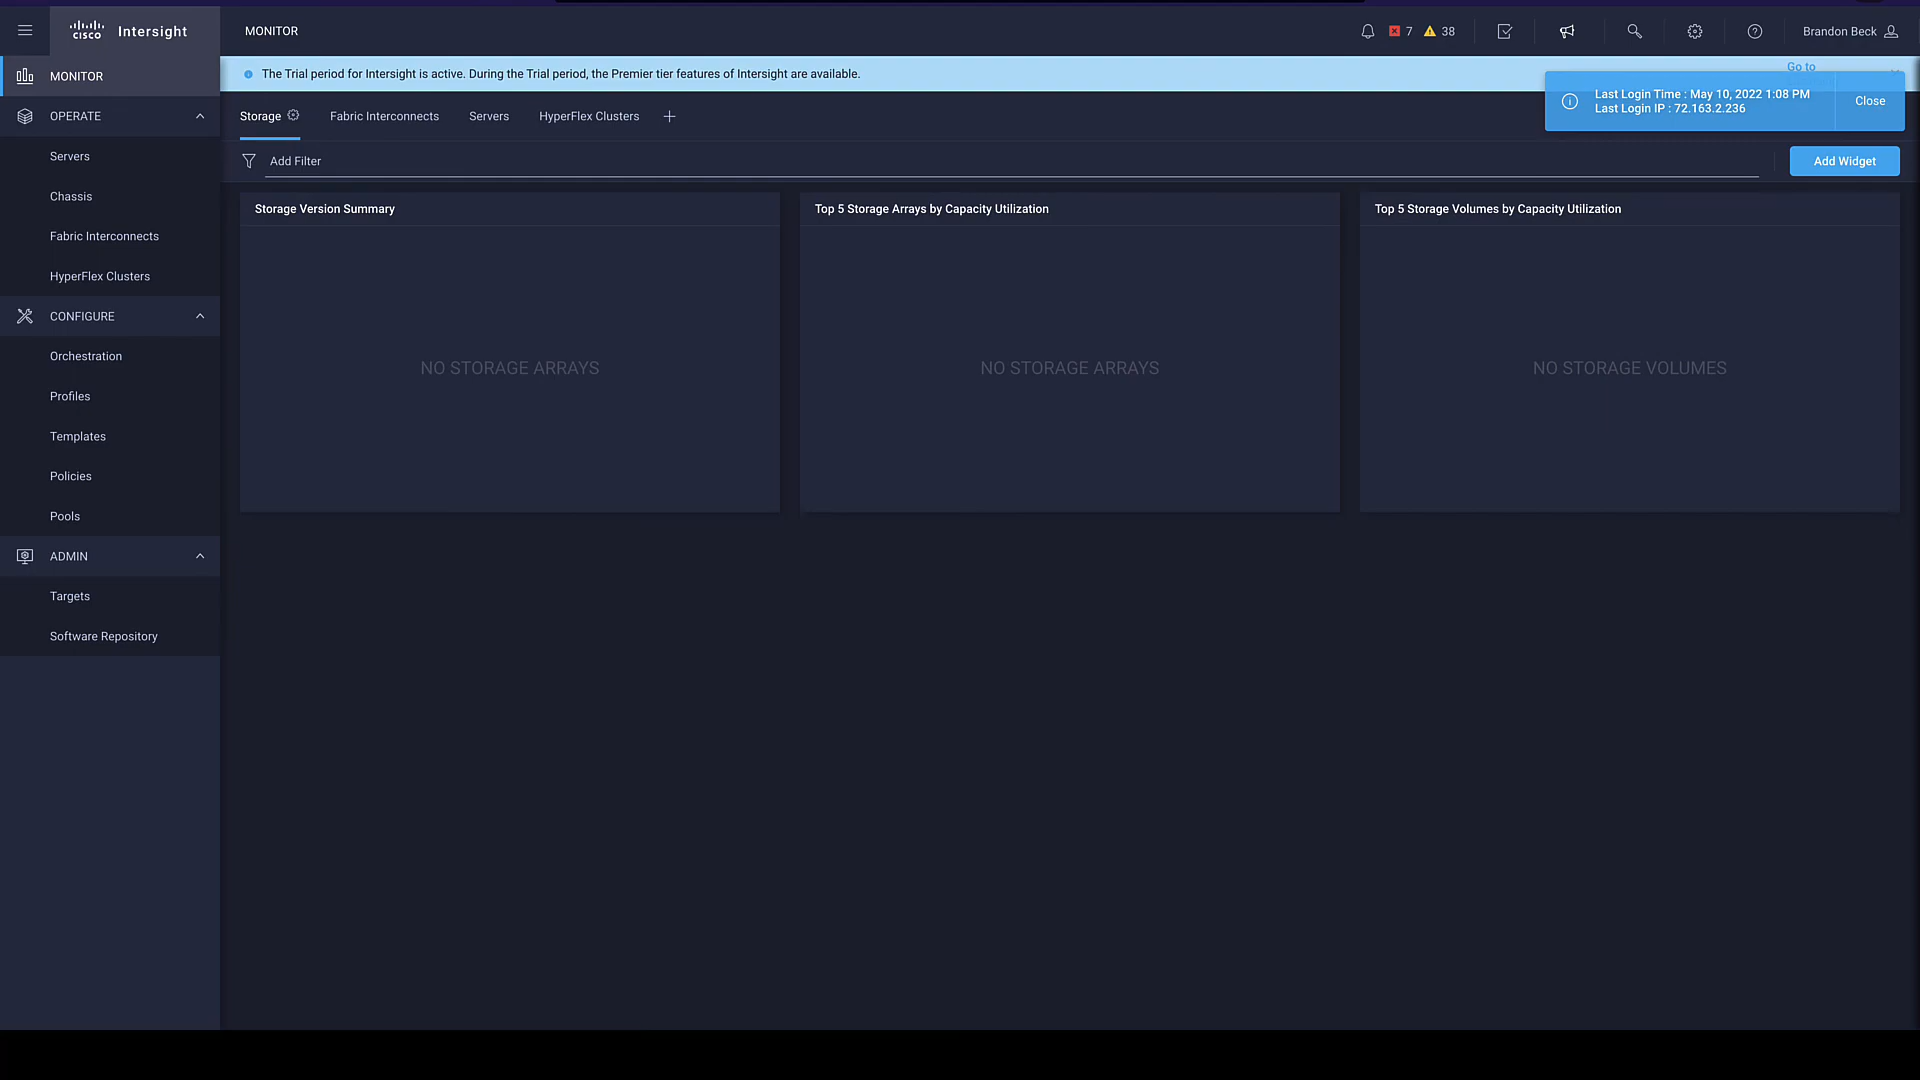 cisco Intersight
MONITOR
7
38
Brandon Beck
MONITOR
OPERATE
Servers
Chassis
Fabric Interconnects
HyperFlex Clusters
CONFIGURE
Orchestration
Profiles
Templates
Policies
Pools
ADMIN
Targets
Software Repository
The Trial period for Intersight is active. During the Trial period, the Premier tier features of Intersight are available.
Go to
Last Login Time : May 10, 2022 1:08 PM
Last Login IP : 72.163.2.236
Close
Storage
Fabric Interconnects
Servers
HyperFlex Clusters
Add Filter
Add Widget
Storage Version Summary
NO STORAGE ARRAYS
Top 5 Storage Arrays by Capacity Utilization
NO STORAGE ARRAYS
Top 5 Storage Volumes by Capacity Utilization
NO STORAGE VOLUMES